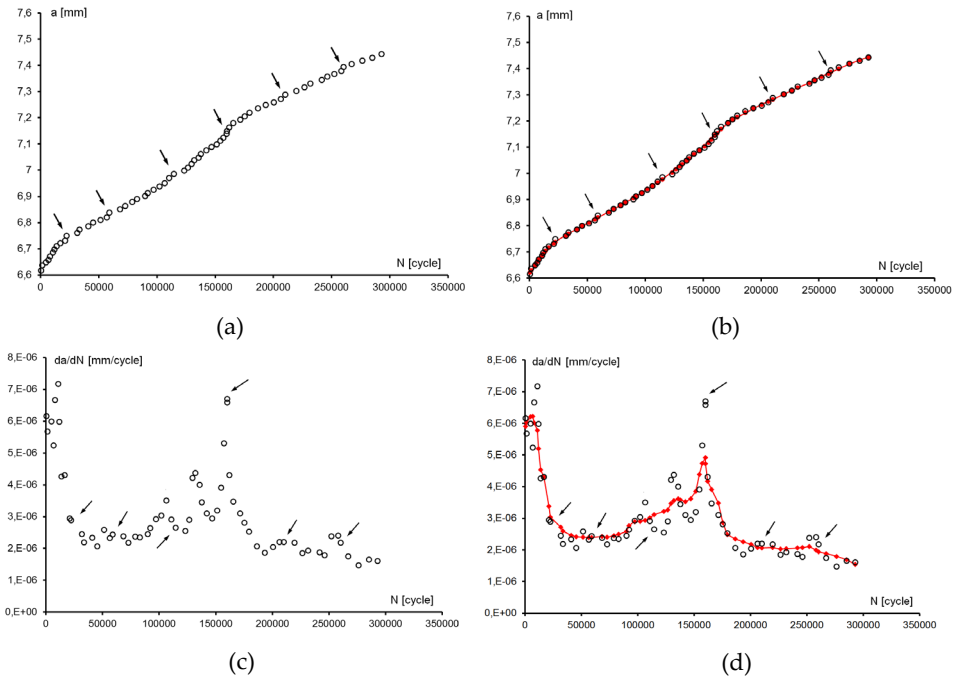 a [mm]
7,6
7,5
7,4
7,3
7,2
7,1
7
6,9
6,8
6,7
6,6
N [cycle]
0 50000 100000 150000 200000 250000 300000 350000
(a)
a [mm]
7,6
7,5
7,4
7,3
7,2
7,1
7
6,9
6,8
6,7
6,6
N [cycle]
0 50000 100000 150000 200000 250000 300000 350000
(b)
da/dN [mm/cycle]
8,E-06
7,E-06
6,E-06
5,E-06
4,E-06
3,E-06
2,E-06
1,E-06
0,E+00
N [cycle]
0 50000 100000 150000 200000 250000 300000 350000
(c)
da/dN [mm/cycle]
8,E-06
7,E-06
6,E-06
5,E-06
4,E-06
3,E-06
2,E-06
1,E-06
0,E+00
N [cycle]
0 50000 100000 150000 200000 250000 300000 350000
(d)